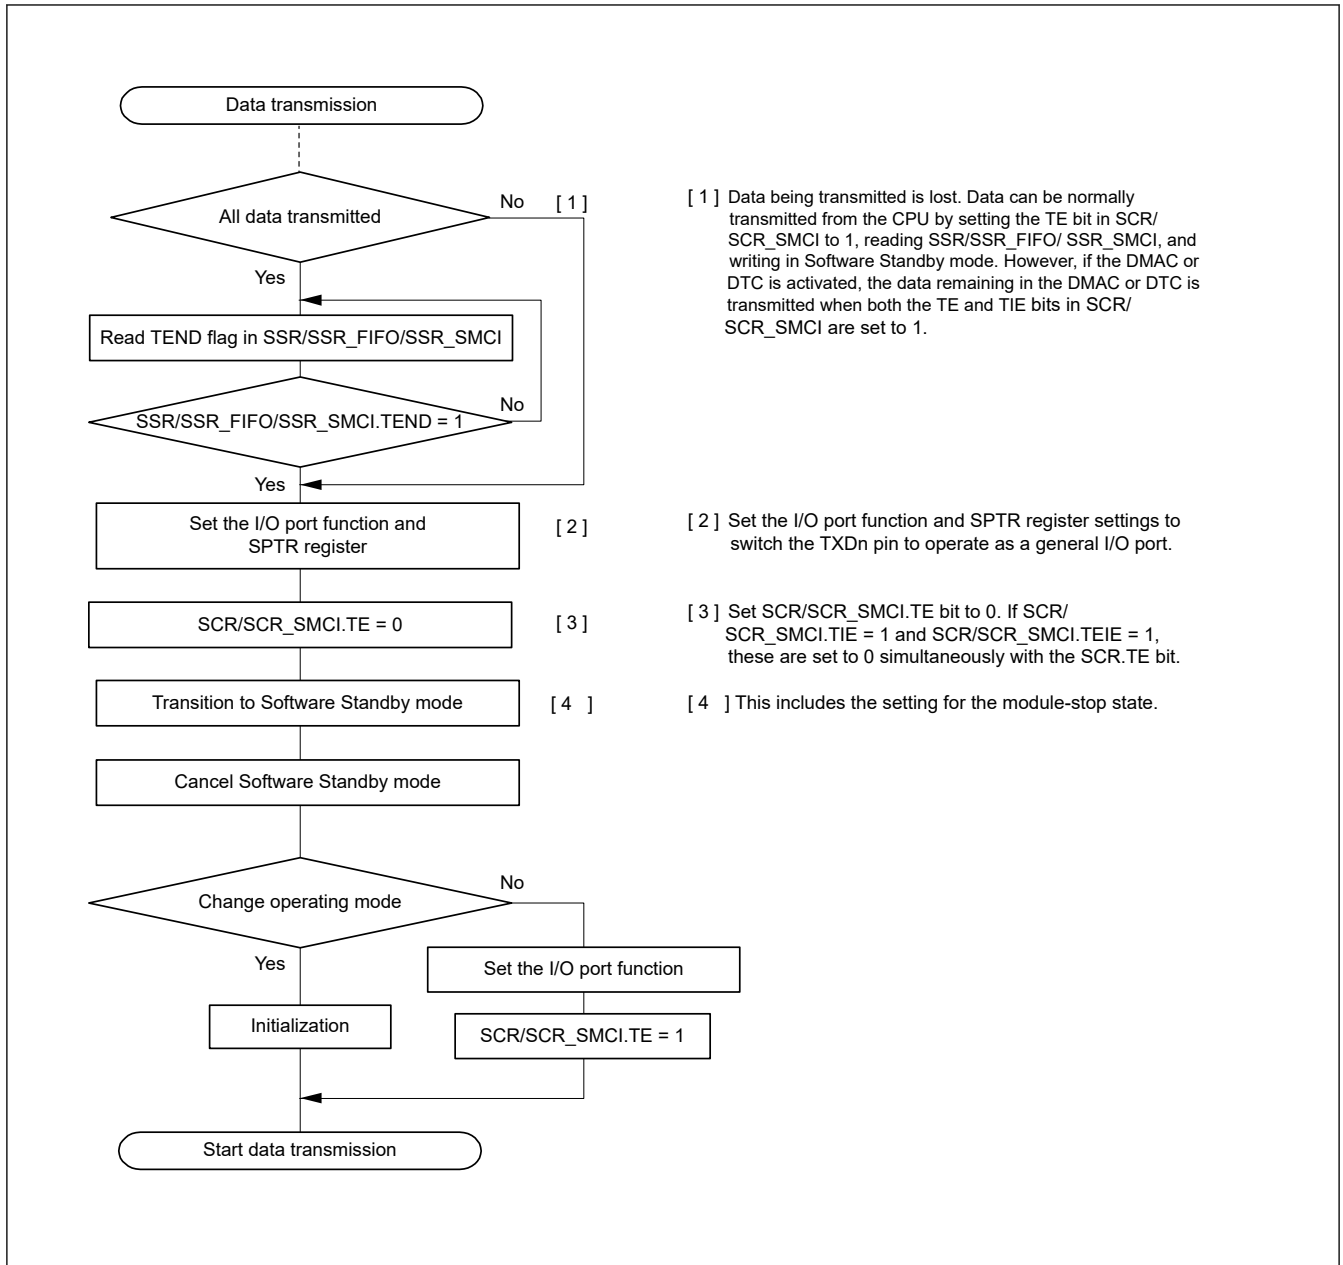 Data transmission
All data transmitted
No
[ 1 ]
Yes
Read TEND flag in SSR/SSR_FIFO/SSR_SMCI
SSR/SSR_FIFO/SSR_SMCI.TEND = 1
No
Yes
Set the I/O port function and
SPTR register
[ 2 ]
SCR/SCR_SMCI.TE = 0
[ 3 ]
Transition to Software Standby mode
[ 4   ]
Cancel Software Standby mode
Change operating mode
No
Yes
Set the I/O port function
Initialization
SCR/SCR_SMCI.TE = 1
Start data transmission
[ 1 ] Data being transmitted is lost. Data can be normally
transmitted from the CPU by setting the TE bit in SCR/
SCR_SMCI to 1, reading SSR/SSR_FIFO/ SSR_SMCI, and
writing in Software Standby mode. However, if the DMAC or
DTC is activated, the data remaining in the DMAC or DTC is
transmitted when both the TE and TIE bits in SCR/
SCR_SMCI are set to 1.
[ 2 ] Set the I/O port function and SPTR register settings to
switch the TXDn pin to operate as a general I/O port.
[ 3 ] Set SCR/SCR_SMCI.TE bit to 0. If SCR/
SCR_SMCI.TIE = 1 and SCR/SCR_SMCI.TEIE = 1,
these are set to 0 simultaneously with the SCR.TE bit.
[ 4   ] This includes the setting for the module-stop state.